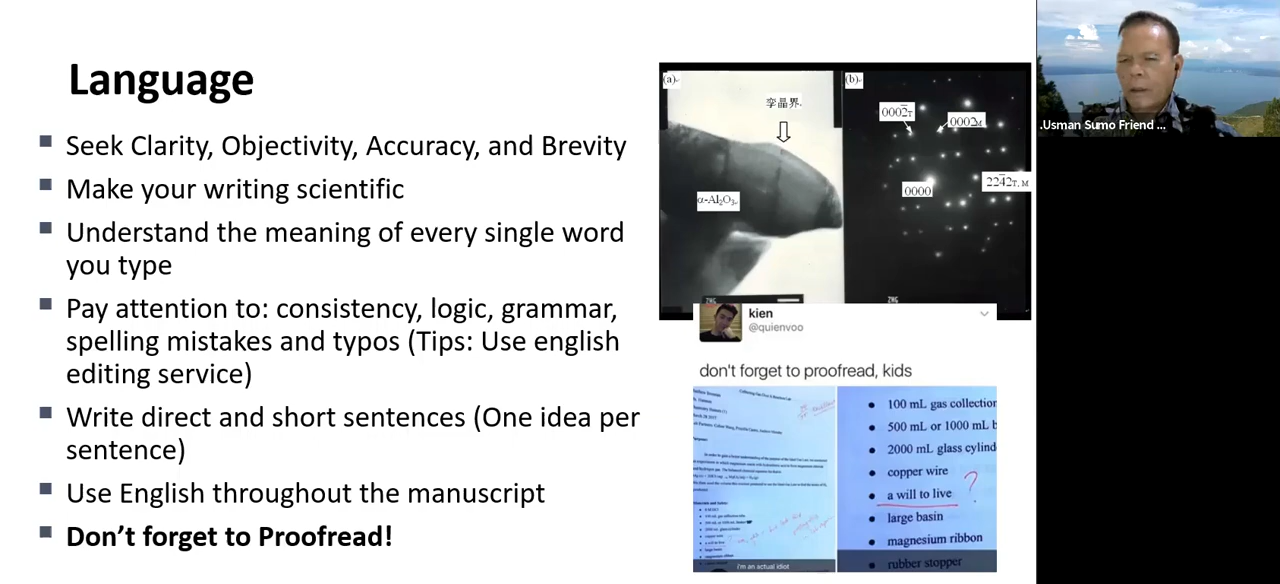 Language
Seek Clarity, Objectivity, Accuracy, and Brevity
Make your writing scientific
Understand the meaning of every single word
you type
Pay attention to: consistency, logic, grammar,
spelling mistakes and typos (Tips: Use english
editing service)
Write direct and short sentences (One idea per
sentence)
Use English throughout the manuscript
Don’t forget to Proofread!
(a)
孪晶界
α-Al₂O₃
(b)
0002̄T
0002M
0000
224̄2T, M
kien
@quienvoo
don't forget to proofread, kids
i'm an actual idiot
100 mL gas collection
500 mL or 1000 mL b
2000 mL glass cylind
copper wire
a will to live ?
large basin
magnesium ribbon
rubber stopper
.Usman Sumo Friend ...